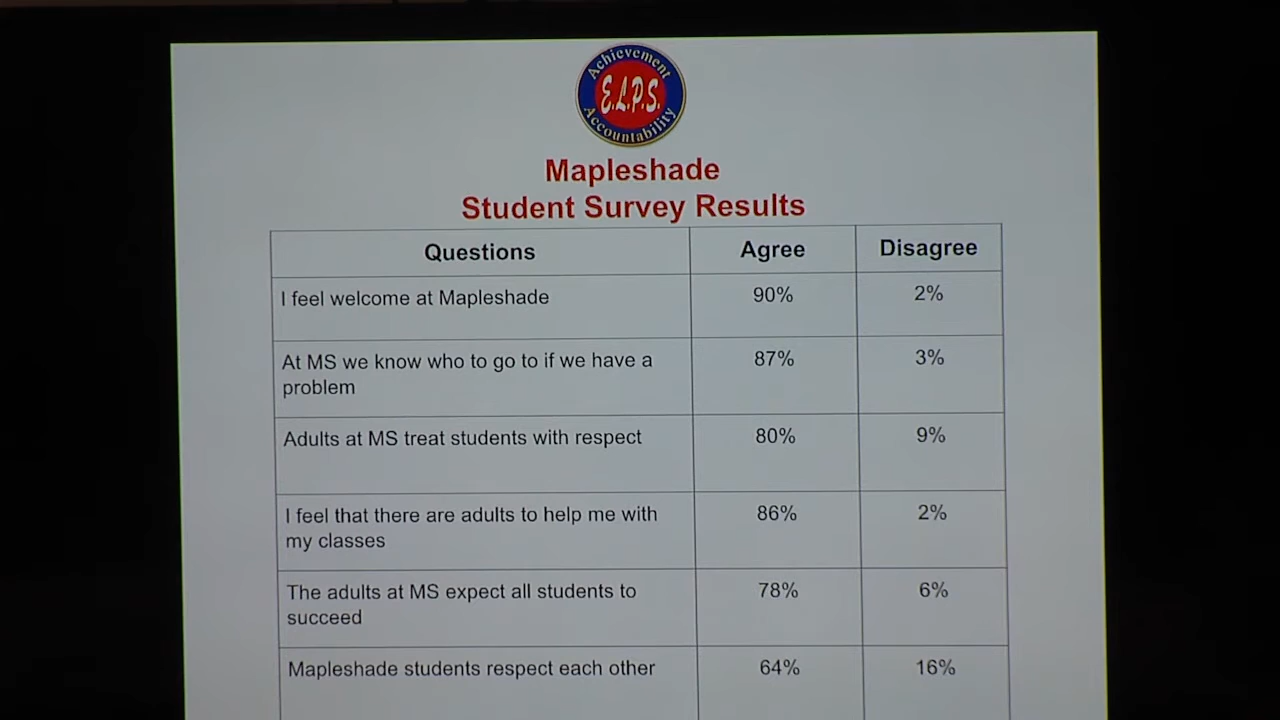 Achievement
E.L.P.S.
Accountability
Mapleshade
Student Survey Results
Questions Agree Disagree
I feel welcome at Mapleshade 90% 2%
At MS we know who to go to if we have a problem 87% 3%
Adults at MS treat students with respect 80% 9%
I feel that there are adults to help me with my classes 86% 2%
The adults at MS expect all students to succeed 78% 6%
Mapleshade students respect each other 64% 16%